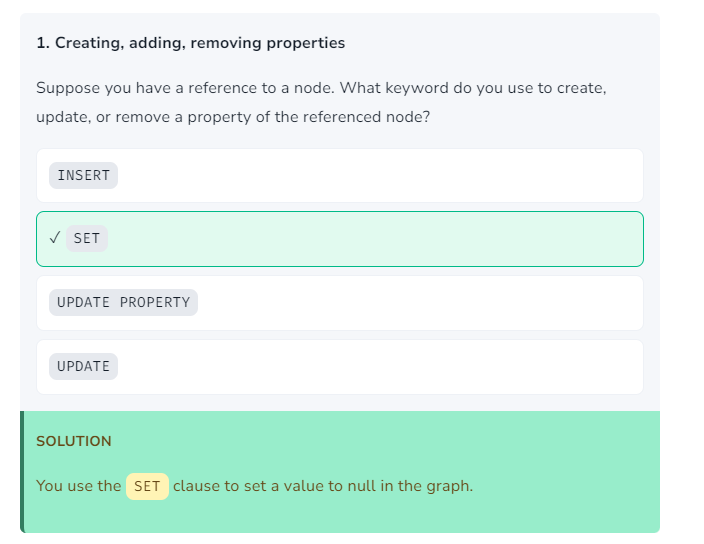 1. Creating, adding, removing properties
Suppose you have a reference to a node. What keyword do you use to create,
update, or remove a property of the referenced node?
INSERT
✓ SET
UPDATE PROPERTY
UPDATE
SOLUTION
You use the SET clause to set a value to null in the graph.